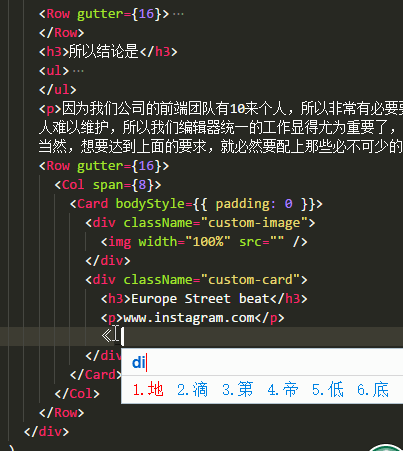 <Row gutter={16}>…
</Row>
<h3>所以结论是</h3>
<ul>…
</ul>
<p>因为我们公司的前端团队有10来个人，所以非常有必要
人难以维护，所以我们编辑器统一的工作显得尤为重要了，
当然，想要达到上面的要求，就必然要配上那些必不可少的
<Row gutter={16}>
<Col span={8}>
<Card bodyStyle={{ padding: 0 }}>
<div className="custom-image">
<img width="100%" src="" />
</div>
<div className="custom-card">
<h3>Europe Street beat</h3>
<p>www.instagram.com</p>
《
</div
di
1.地 2.滴 3.第 4.帝 5.低 6.底
</Card>
</Col>
</Row>
</div>
)